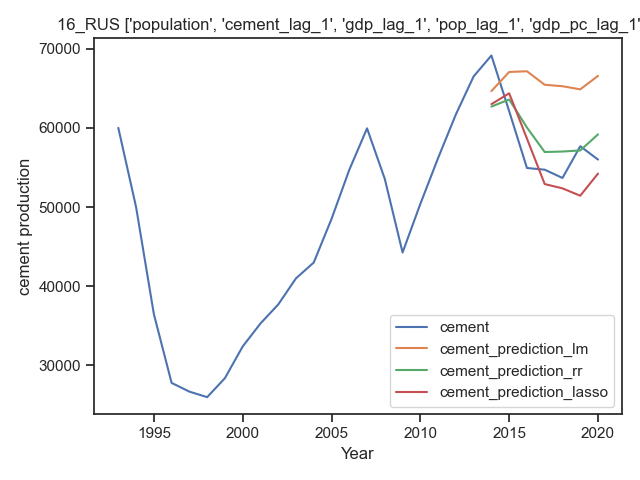 16_RUS ['population', 'cement_lag_1', 'gdp_lag_1', 'pop_lag_1', 'gdp_pc_lag_1'
70000
60000
50000
40000
30000
cement production
cement
cement_prediction_lm
cement_prediction_rr
cement_prediction_lasso
1995
2000
2005
2010
2015
2020
Year